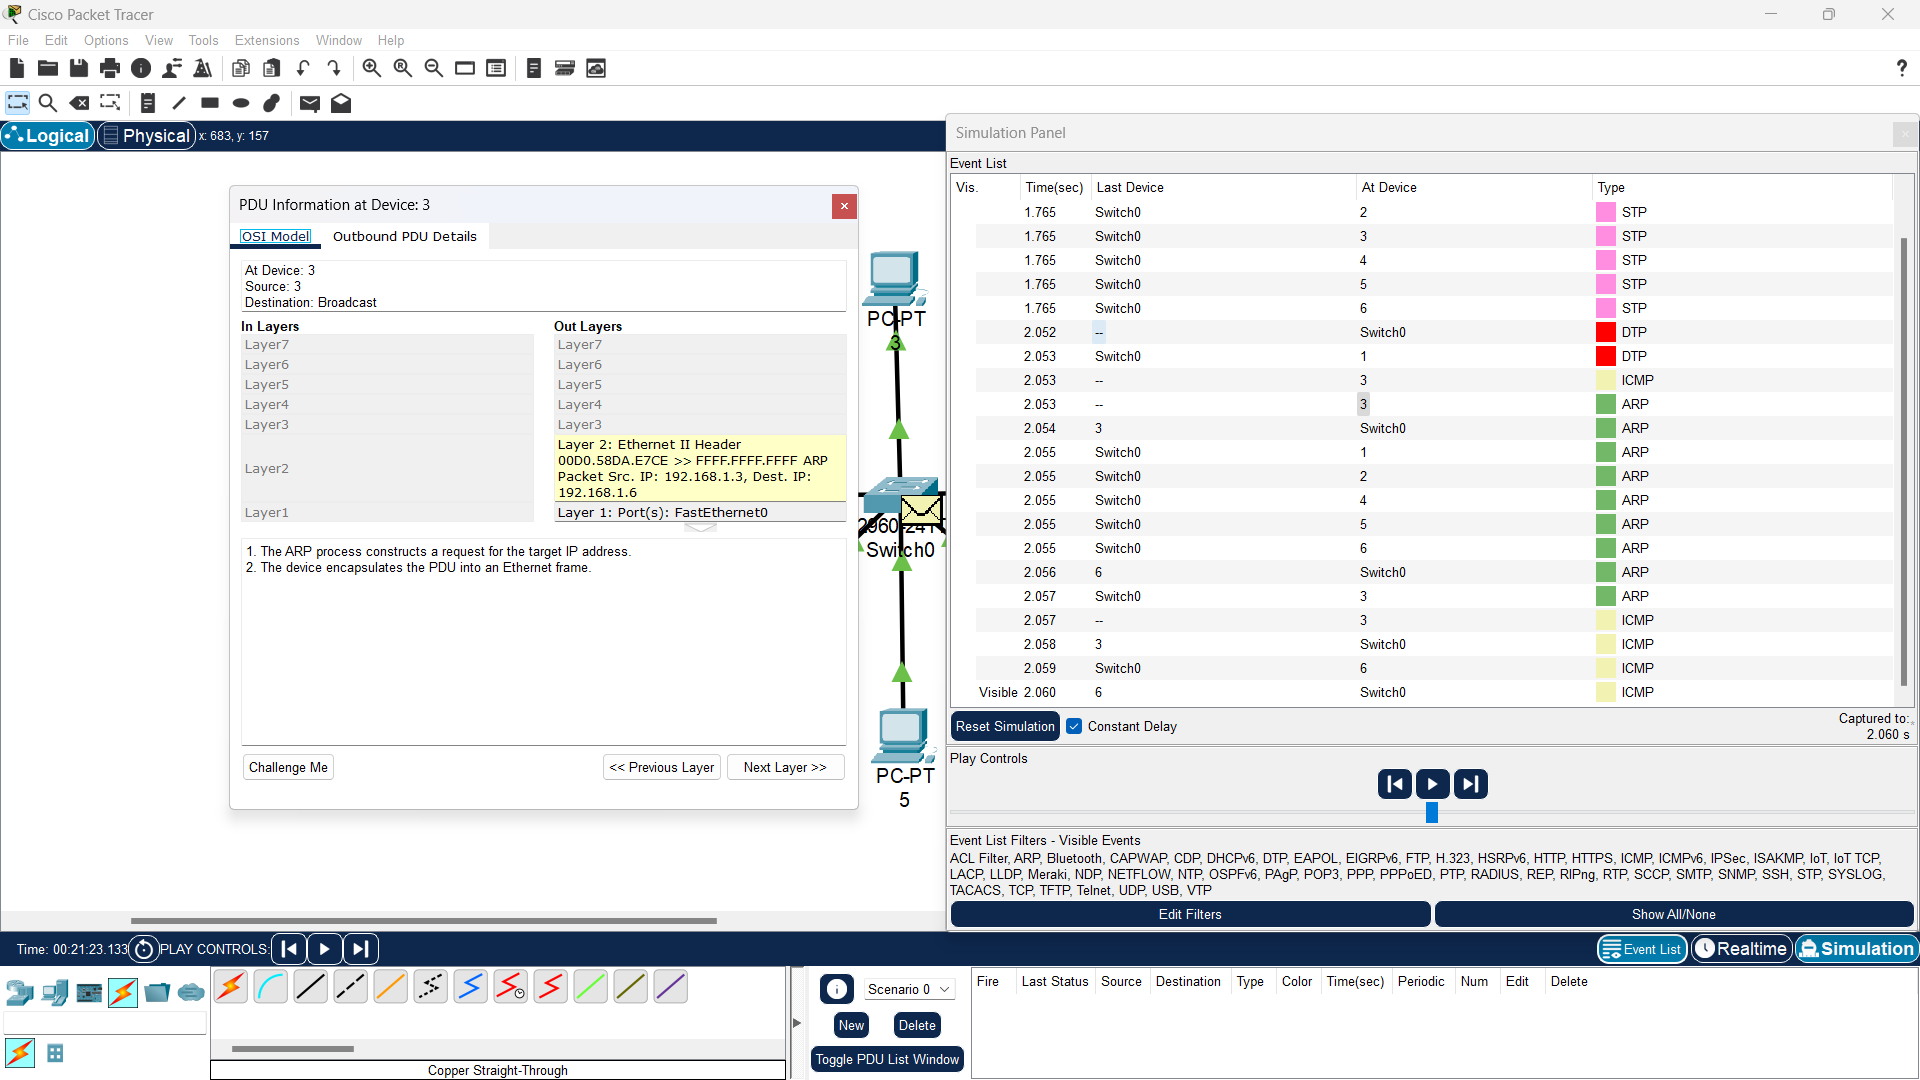 Cisco Packet Tracer
File Edit Options View Tools Extensions Window Help
?
Logical Physical x: 683, y: 157
Simulation Panel
Event List
Vis. Time(sec) Last Device At Device Type
1.765 Switch0 2 STP
1.765 Switch0 3 STP
1.765 Switch0 4 STP
1.765 Switch0 5 STP
1.765 Switch0 6 STP
2.052 -- Switch0 DTP
2.053 Switch0 1 DTP
2.053 -- 3 ICMP
2.053 -- 3 ARP
2.054 3 Switch0 ARP
2.055 Switch0 1 ARP
2.055 Switch0 2 ARP
2.055 Switch0 4 ARP
2.055 Switch0 5 ARP
2.055 Switch0 6 ARP
2.056 6 Switch0 ARP
2.057 Switch0 3 ARP
2.057 -- 3 ICMP
2.058 3 Switch0 ICMP
2.059 Switch0 6 ICMP
Visible 2.060 6 Switch0 ICMP
Reset Simulation Constant Delay Captured to:
2.060 s
Play Controls
Event List Filters - Visible Events
ACL Filter, ARP, Bluetooth, CAPWAP, CDP, DHCPv6, DTP, EAPOL, EIGRPv6, FTP, H.323, HSRPv6, HTTP, HTTPS, ICMP, ICMPv6, IPSec, ISAKMP, IoT, IoT TCP,
LACP, LLDP, Meraki, NDP, NETFLOW, NTP, OSPFv6, PAgP, POP3, PPP, PPPoED, PTP, RADIUS, REP, RIPng, RTP, SCCP, SMTP, SNMP, SSH, STP, SYSLOG,
TACACS, TCP, TFTP, Telnet, UDP, USB, VTP
Edit Filters Show All/None
PDU Information at Device: 3
OSI Model Outbound PDU Details
At Device: 3
Source: 3
Destination: Broadcast
In Layers Out Layers
Layer7 Layer7
Layer6 Layer6
Layer5 Layer5
Layer4 Layer4
Layer3 Layer3
Layer2
Layer 2: Ethernet II Header
00D0.58DA.E7CE >> FFFF.FFFF.FFFF ARP
Packet Src. IP: 192.168.1.3, Dest. IP:
192.168.1.6
Layer1 Layer 1: Port(s): FastEthernet0
1. The ARP process constructs a request for the target IP address.
2. The device encapsulates the PDU into an Ethernet frame.
Challenge Me << Previous Layer Next Layer >>
PC-PT
3
Switch0
PC-PT
5
Time: 00:21:23.133 PLAY CONTROLS:
Event List Realtime Simulation
Scenario 0
New Delete
Toggle PDU List Window
Fire Last Status Source Destination Type Color Time(sec) Periodic Num Edit Delete
Copper Straight-Through